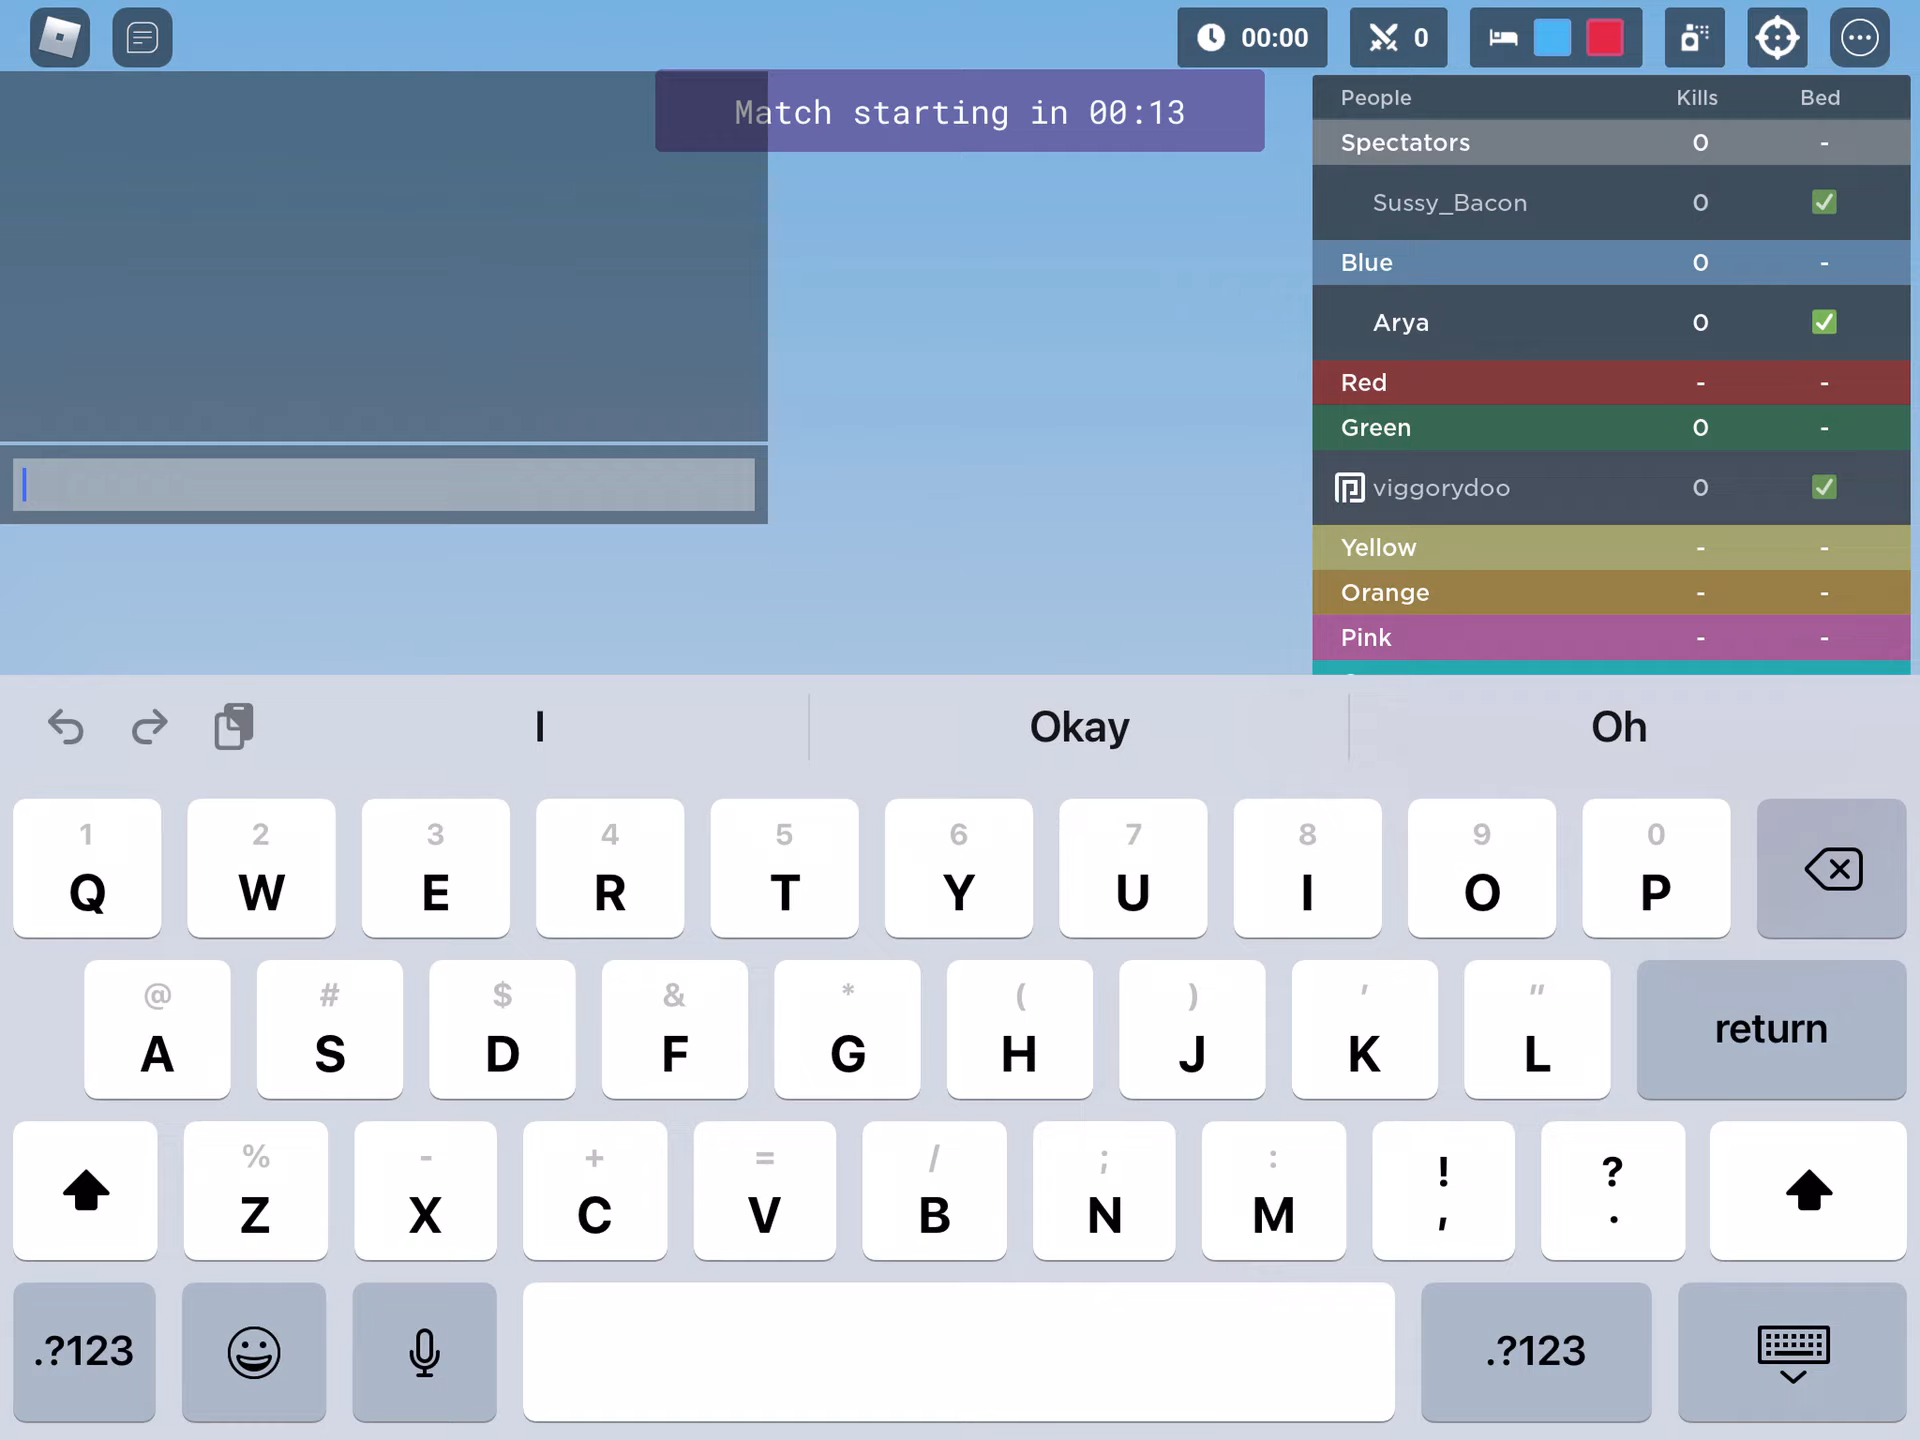 00:00
0
Match starting in 00:13
People Kills Bed
Spectators 0 -
Sussy_Bacon 0
Blue 0 -
Arya 0
Red - -
Green 0 -
viggorydoo 0
Yellow - -
Orange - -
Pink - -
I Okay Oh
1 2 3 4 5 6 7 8 9 0
Q W E R T Y U I O P
@ # $ & * ( ) ' "
A S D F G H J K L return
% - + = / ; : ! ?
Z X C V B N M , .
.?123 .?123